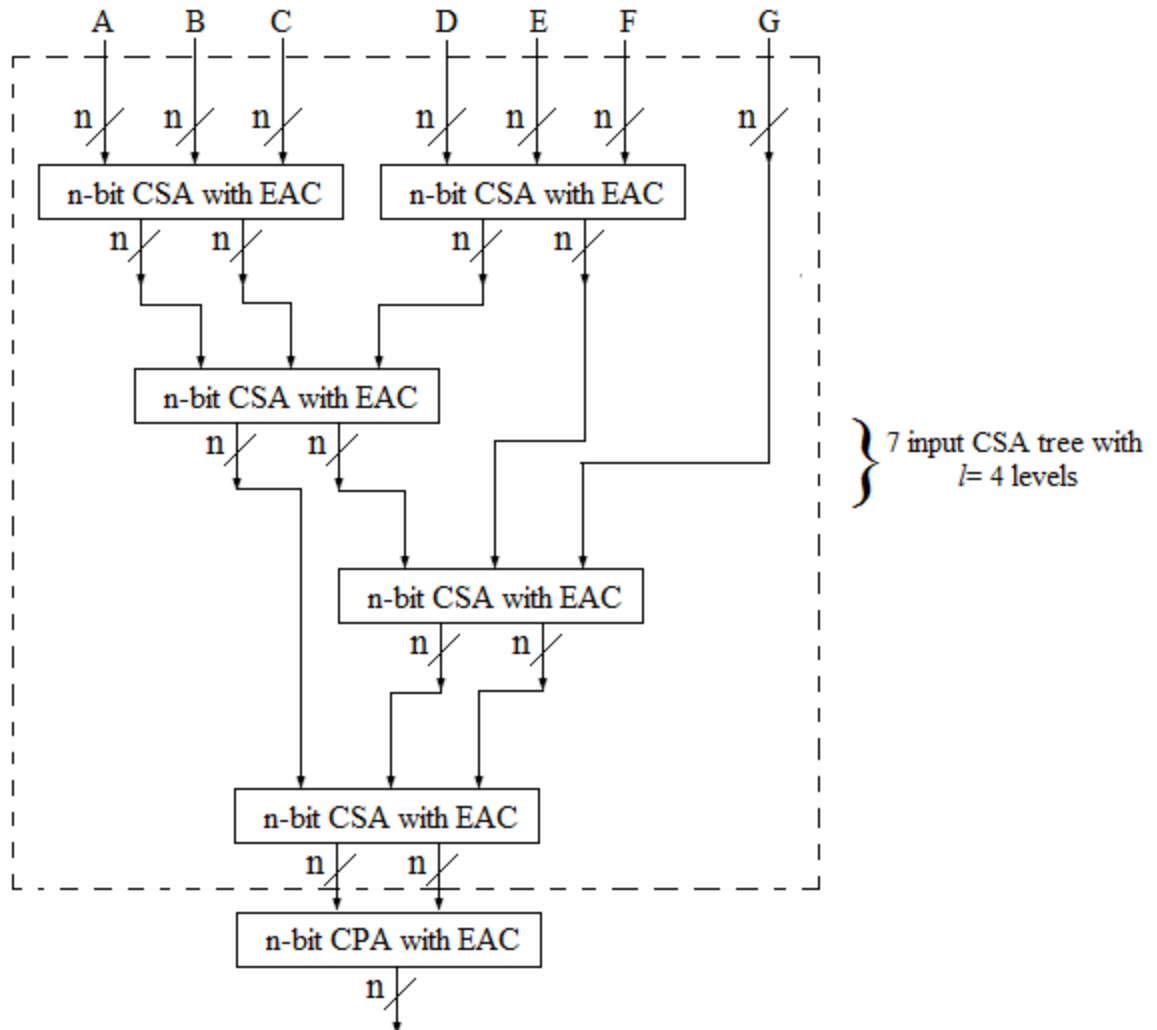 A B C D E F G
n n n n n n n
n-bit CSA with EAC n-bit CSA with EAC
n n n n
n-bit CSA with EAC
n n
7 input CSA tree with
l= 4 levels
n-bit CSA with EAC
n n
n-bit CSA with EAC
n n
n-bit CPA with EAC
n